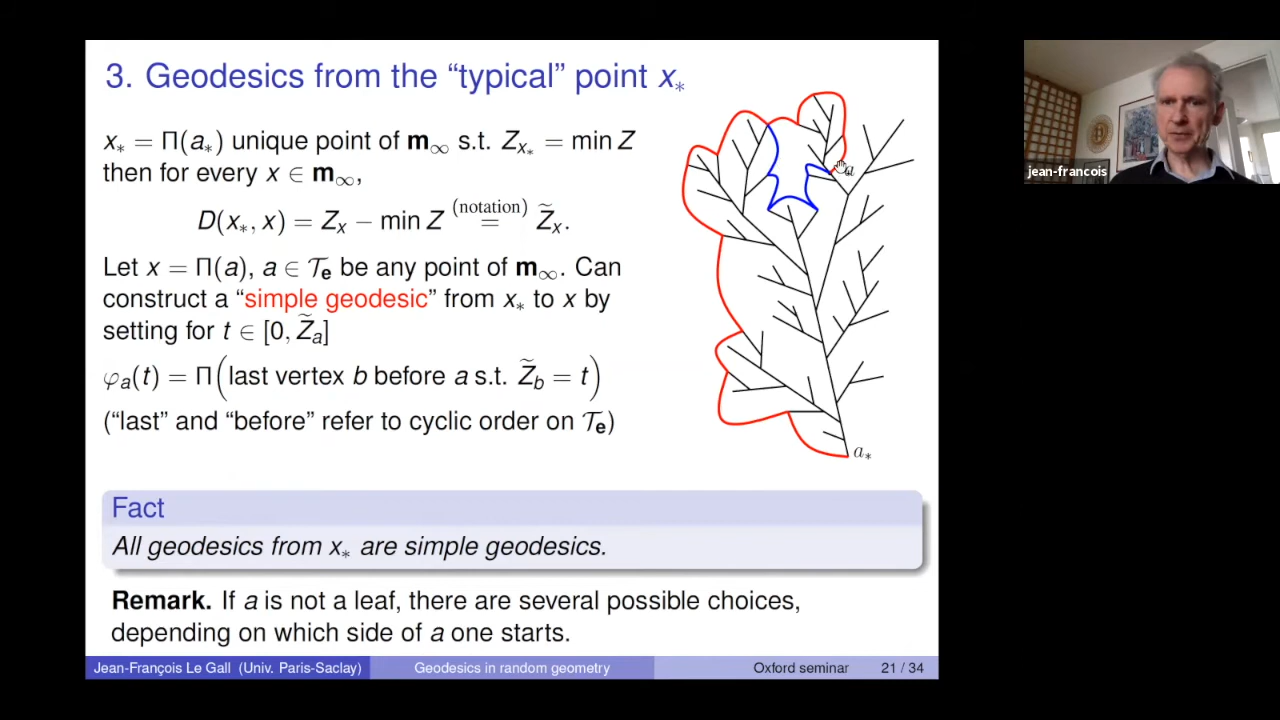 3. Geodesics from the “typical” point x∗
x∗ = Π(a∗) unique point of m∞ s.t. Zx∗ = min Z
then for every x ∈ m∞,
D(x∗, x) = Zx − min Z (notation) = Z̃x.
Let x = Π(a), a ∈ 𝒯e be any point of m∞. Can
construct a “simple geodesic” from x∗ to x by
setting for t ∈ [0, Z̃a]
φa(t) = Π(last vertex b before a s.t. Z̃b = t)
(“last” and “before” refer to cyclic order on 𝒯e)
a
a∗
Fact
All geodesics from x∗ are simple geodesics.
Remark. If a is not a leaf, there are several possible choices,
depending on which side of a one starts.
Jean-François Le Gall (Univ. Paris-Saclay) Geodesics in random geometry Oxford seminar 21 / 34
jean-francois